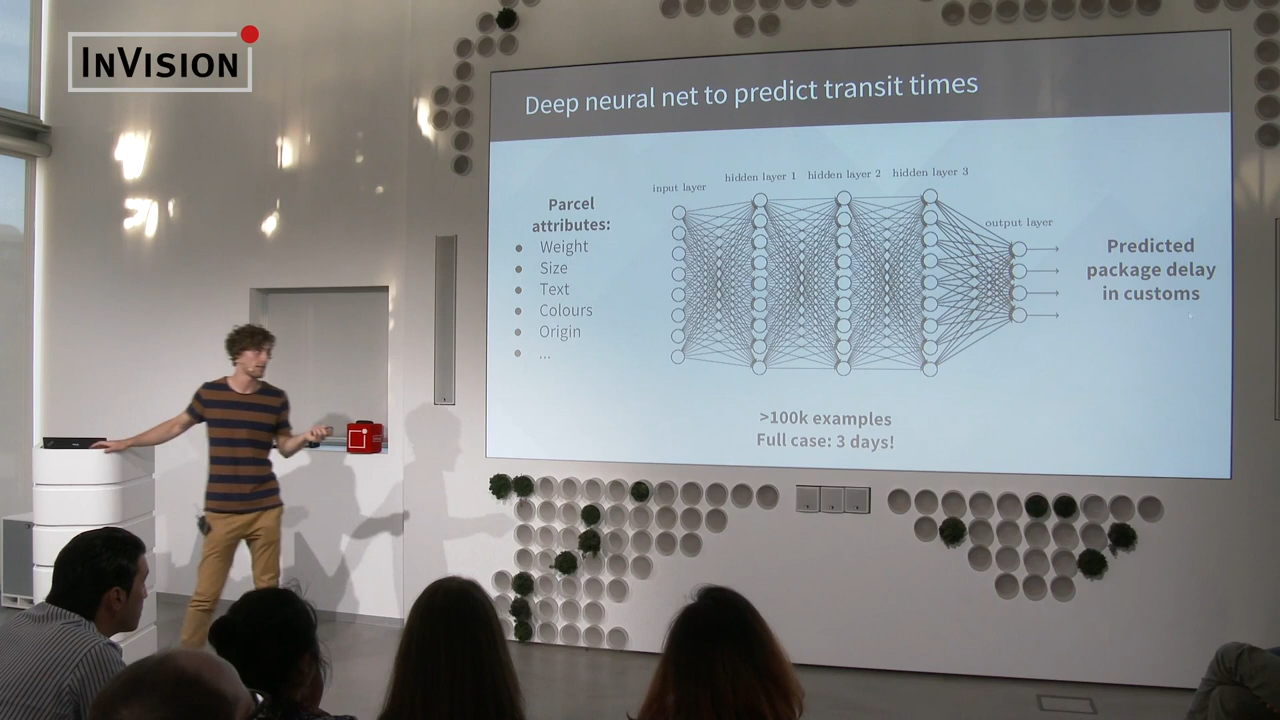 INVISION
Deep neural net to predict transit times
input layer
hidden layer 1
hidden layer 2
hidden layer 3
output layer
Parcel
attributes:
Weight
Size
Text
Colours
Origin
...
Predicted
package delay
in customs
>100k examples
Full case: 3 days!